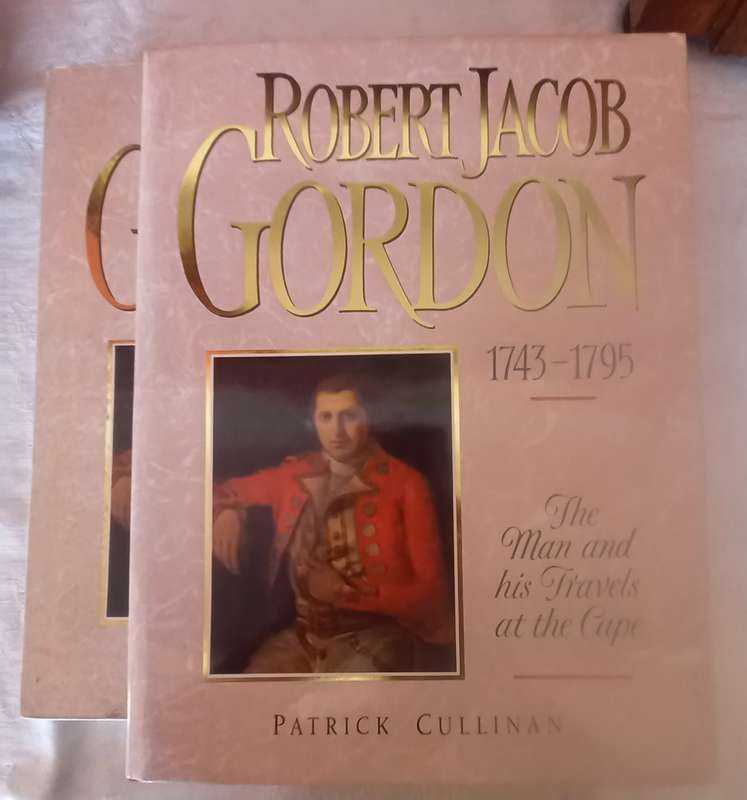 ROBERT JACOB
GORDON
1743–1795
The
Man and
his Travels
at the Cape
PATRICK CULLINAN
G